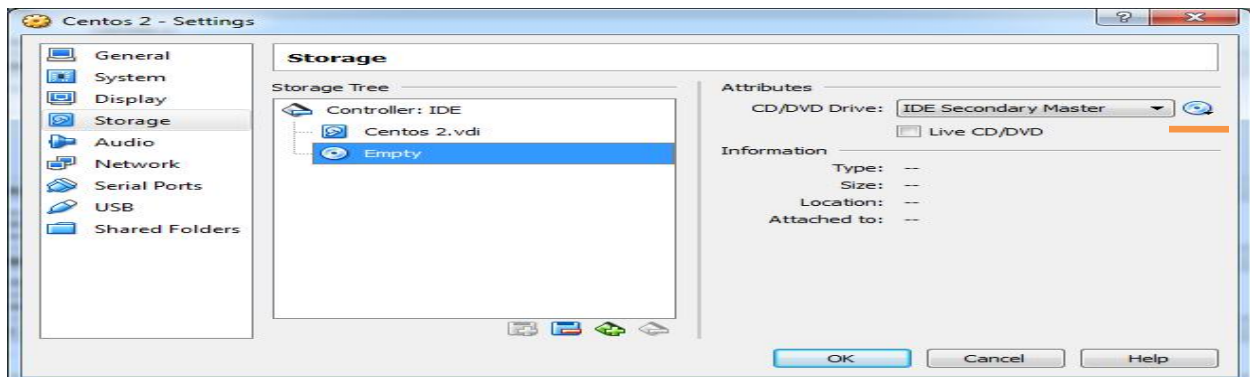 Centos 2 - Settings
General
System
Display
Storage
Audio
Network
Serial Ports
USB
Shared Folders
Storage
Storage Tree
Controller: IDE
Centos 2.vdi
Empty
Attributes
CD/DVD Drive: IDE Secondary Master
Live CD/DVD
Information
Type: --
Size: --
Location: --
Attached to: --
OK Cancel Help